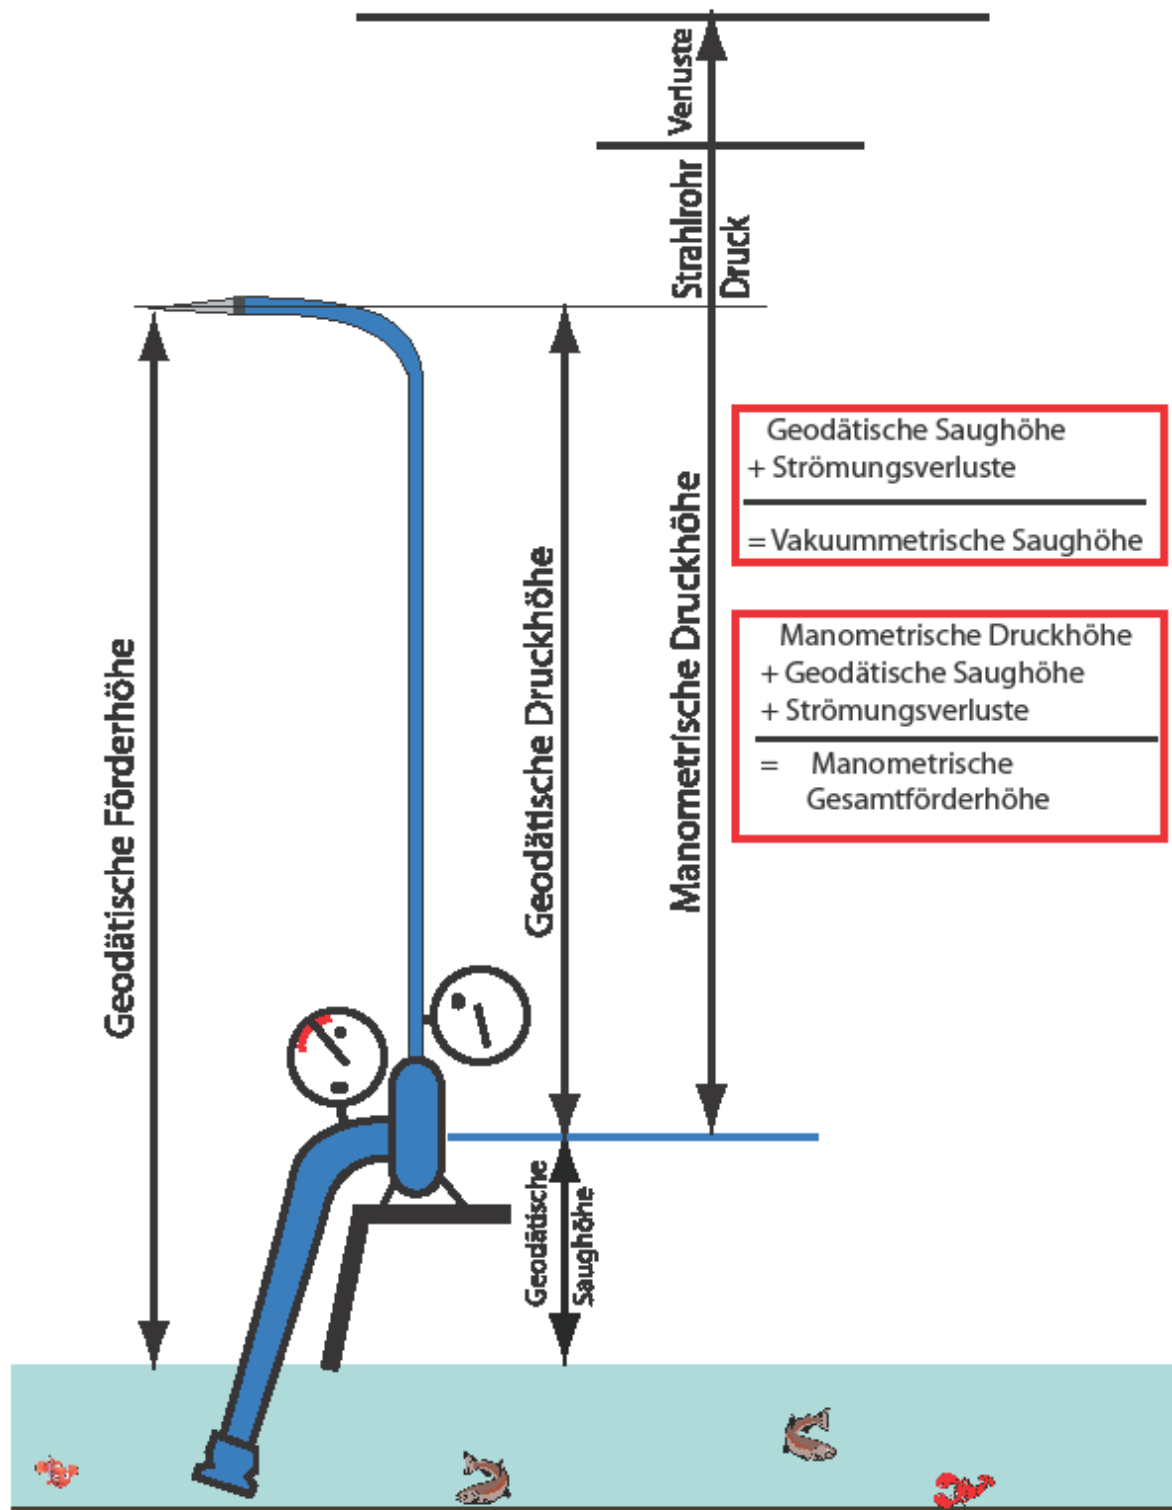 Verluste
Strahlrohr
Druck
Geodätische Förderhöhe
Geodätische Druckhöhe
Manometrische Druckhöhe
Geodätische Saughöhe
+ Strömungsverluste
= Vakuummetrische Saughöhe
Manometrische Druckhöhe
+ Geodätische Saughöhe
+ Strömungsverluste
= Manometrische
Gesamtförderhöhe
Geodätische
Saughöhe